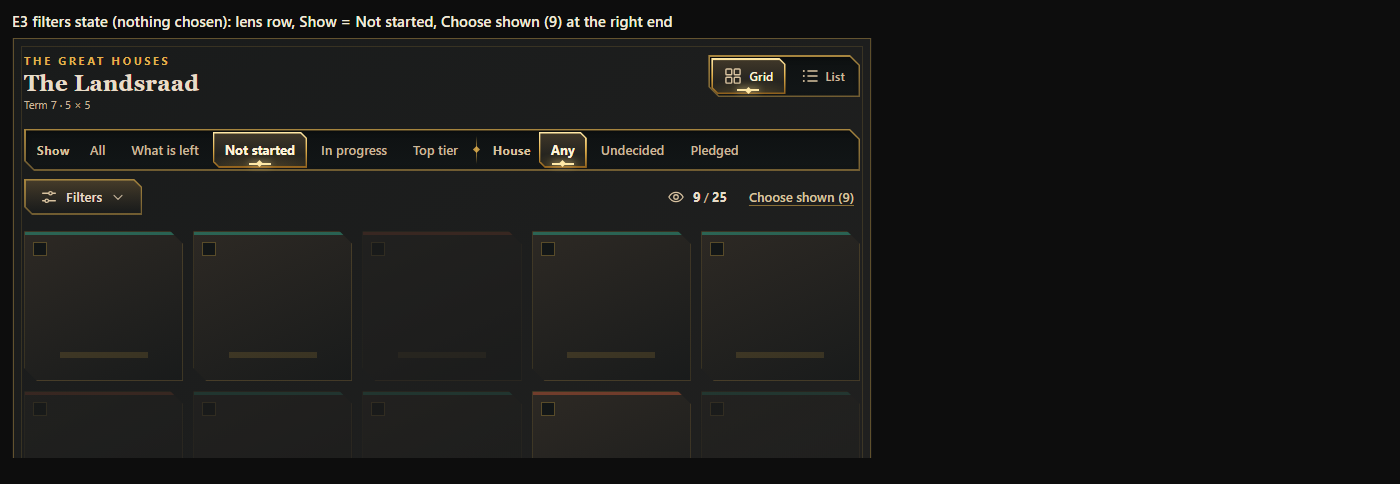 E3 filters state (nothing chosen): lens row, Show = Not started, Choose shown (9) at the right end
THE GREAT HOUSES
The Landsraad
Term 7 · 5 × 5
Grid
List
Show All What is left Not started In progress Top tier House Any Undecided Pledged
Filters
9 / 25 Choose shown (9)